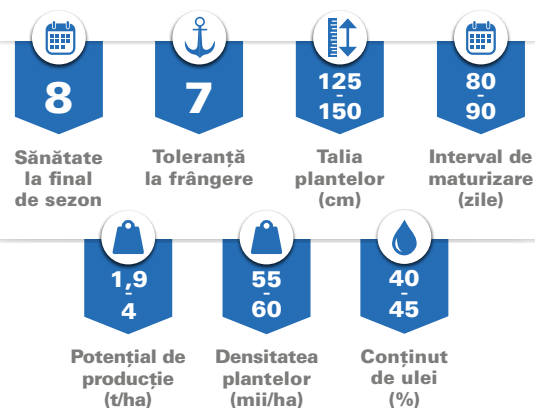 8
Sănătate
la final
de sezon
7
Toleranță
la frângere
125
-
150
Talia
plantelor
(cm)
80
-
90
Interval de
maturizare
(zile)
1,9
-
4
Potențial de
producție
(t/ha)
55
-
60
Densitatea
plantelor
(mii/ha)
40
-
45
Conținut
de ulei
(%)